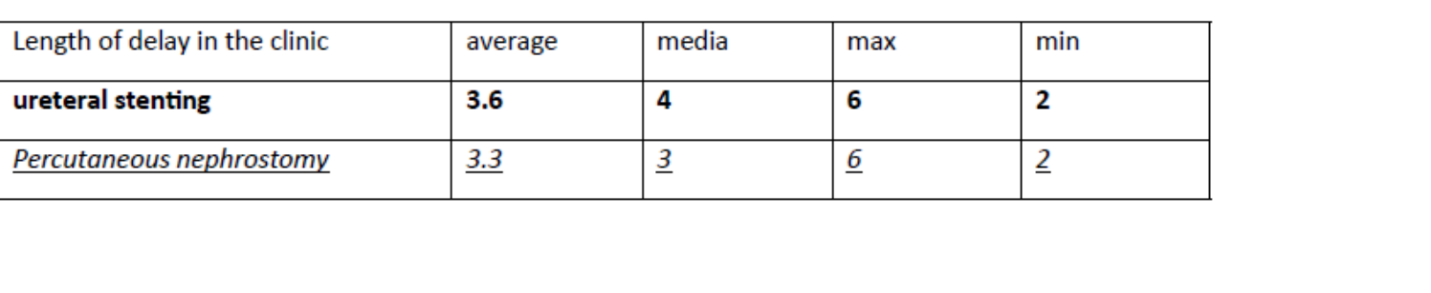 Length of delay in the clinic average media max min
ureteral stenting 3.6 4 6 2
Percutaneous nephrostomy 3.3 3 6 2